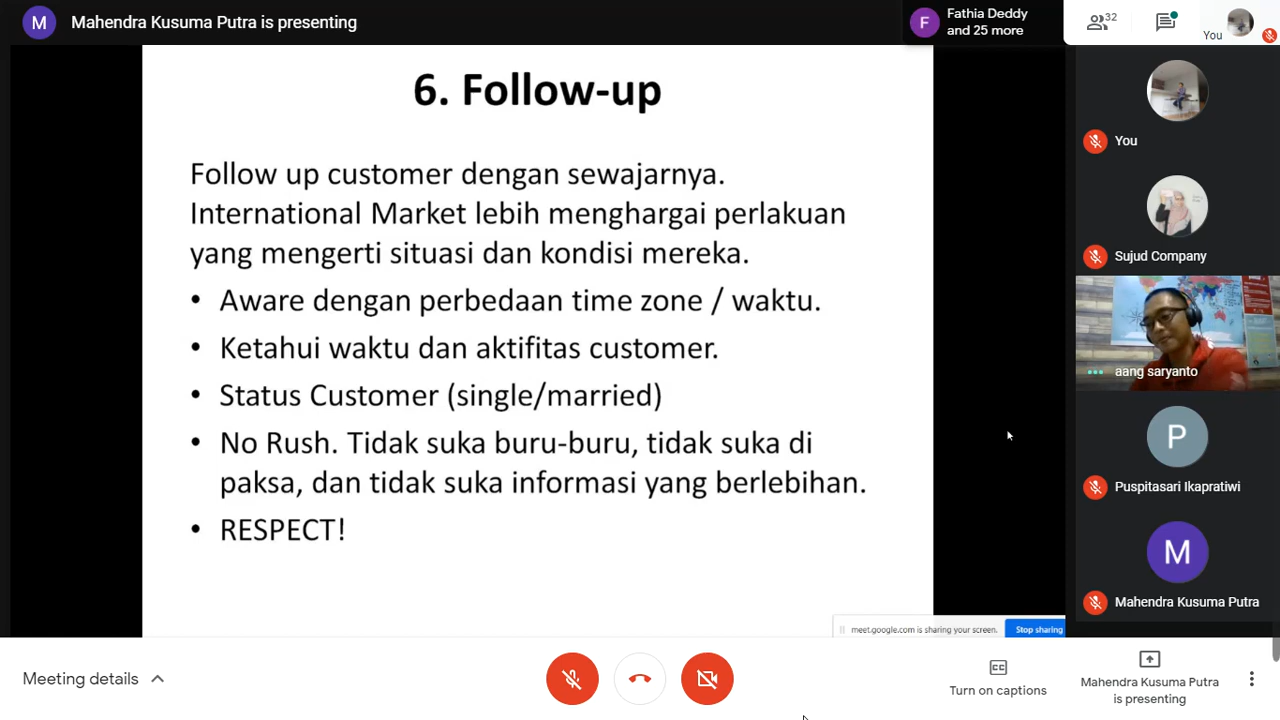 M
Mahendra Kusuma Putra is presenting
F
Fathia Deddy
and 25 more
32
You
6. Follow-up
Follow up customer dengan sewajarnya.
International Market lebih menghargai perlakuan
yang mengerti situasi dan kondisi mereka.
• Aware dengan perbedaan time zone / waktu.
• Ketahui waktu dan aktifitas customer.
• Status Customer (single/married)
• No Rush. Tidak suka buru-buru, tidak suka di
paksa, dan tidak suka informasi yang berlebihan.
• RESPECT!
You
Sujud Company
aang saryanto
P
Puspitasari Ikapratiwi
M
Mahendra Kusuma Putra
meet.google.com is sharing your screen.
Stop sharing
Meeting details
CC
Turn on captions
Mahendra Kusuma Putra
is presenting